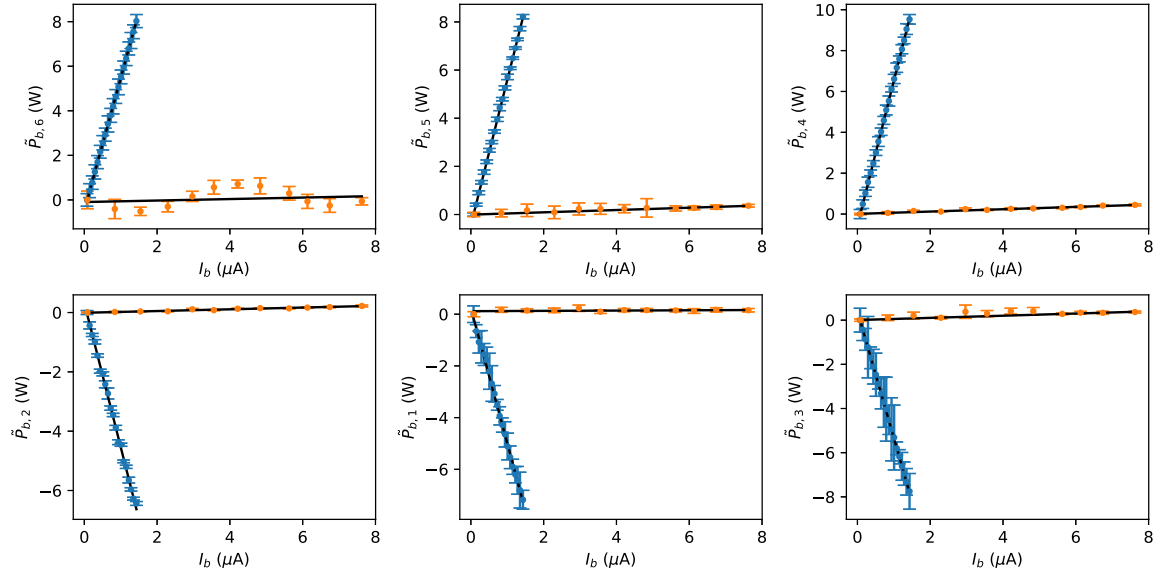 8
6
4
2
0
P̃b,6 (W)
0 2 4 6 8
Ib (μA)
8
6
4
2
0
P̃b,5 (W)
0 2 4 6 8
Ib (μA)
10
8
6
4
2
0
P̃b,4 (W)
0 2 4 6 8
Ib (μA)
0
−2
−4
−6
P̃b,2 (W)
0 2 4 6 8
Ib (μA)
0
−2
−4
−6
P̃b,1 (W)
0 2 4 6 8
Ib (μA)
0
−2
−4
−6
−8
P̃b,3 (W)
0 2 4 6 8
Ib (μA)